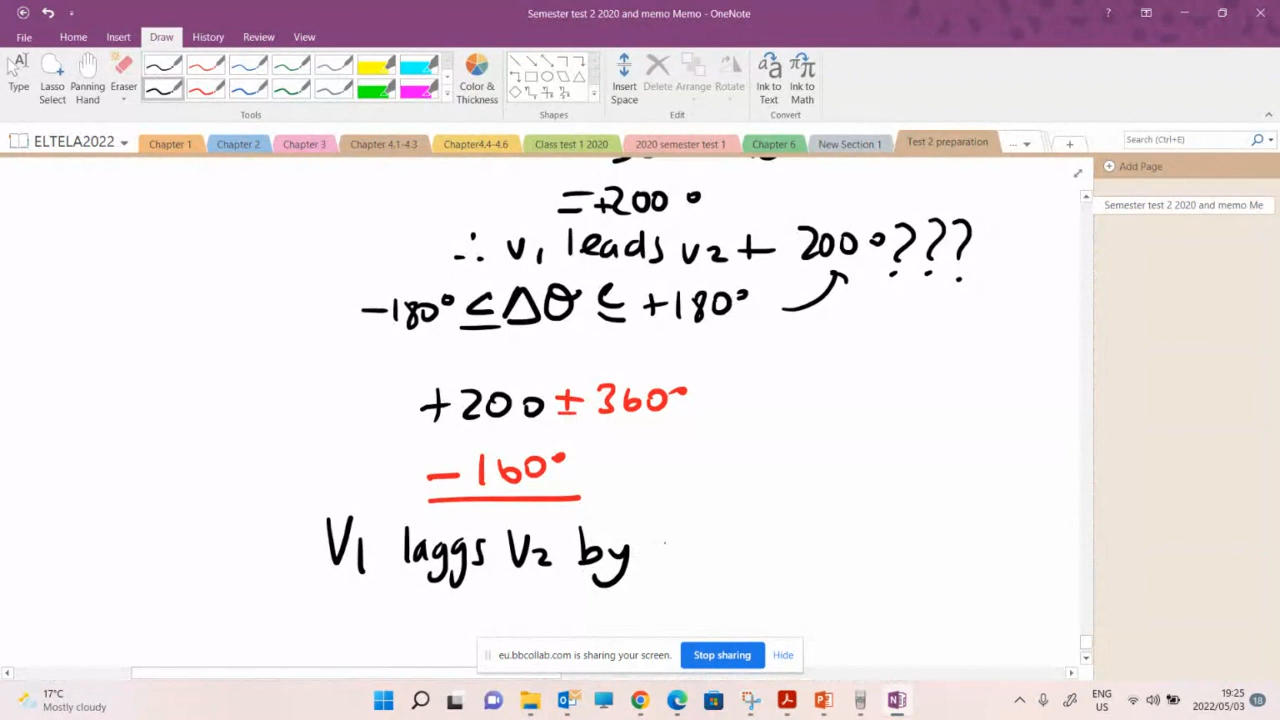 Semester test 2 2020 and memo Memo - OneNote
File Home Insert Draw History Review View
Type Lasso Select Panning Hand Eraser Color & Thickness Insert Space Delete Arrange Rotate Ink to Text Ink to Math
Tools Shapes Edit Convert
ELTELA2022 Chapter 1 Chapter 2 Chapter 3 Chapter 4.1-4.3 Chapter4.4-4.6 Class test 1 2020 2020 semester test 1 Chapter 6 New Section 1 Test 2 preparation ... + Search (Ctrl+E)
Add Page
Semester test 2 2020 and memo Me
=+200°
∴ v1 leads v2 + 200°???
-180° ≤ Δθ ≤ +180°
+200 ± 360°
-160°
V1 laggs V2 by
eu.bbcollab.com is sharing your screen. Stop sharing Hide
17°C
Mostly cloudy
ENG
US
19:25
2022/05/03
18